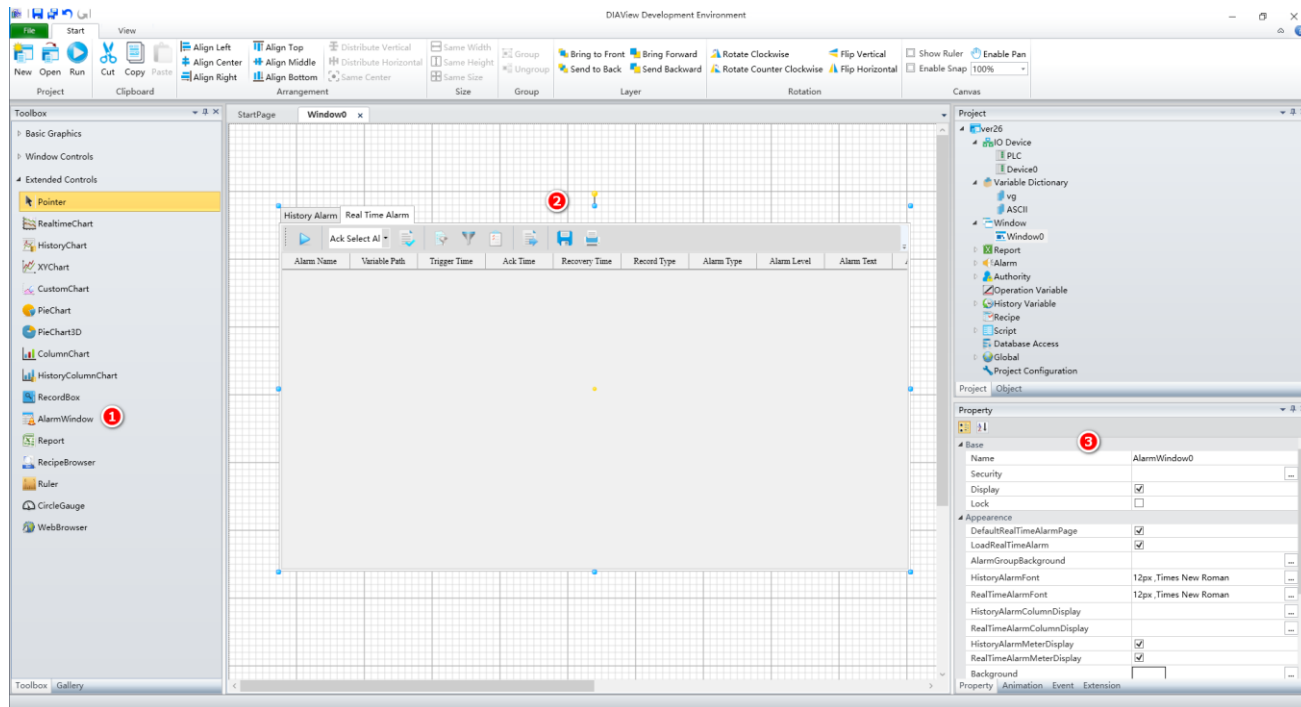 DIAView Development Environment
File Start View
New Open Run
Cut Copy Paste
Align Left Align Top Distribute Vertical
Align Center Align Middle Distribute Horizontal
Align Right Align Bottom Same Center
Same Width
Same Height
Same Size
Group
Ungroup
Bring to Front Bring Forward
Send to Back Send Backward
Rotate Clockwise Flip Vertical
Rotate Counter Clockwise Flip Horizontal
Show Ruler Enable Pan
Enable Snap 100%
Project Clipboard Arrangement Size Group Layer Rotation Canvas
Toolbox
Basic Graphics
Window Controls
Extended Controls
Pointer
RealtimeChart
HistoryChart
XYChart
CustomChart
PieChart
PieChart3D
ColumnChart
HistoryColumnChart
RecordBox
AlarmWindow 1
Report
RecipeBrowser
Ruler
CircleGauge
WebBrowser
Toolbox Gallery
StartPage Window0 x
2
History Alarm Real Time Alarm
Ack Select Al
Alarm Name Variable Path Trigger Time Ack Time Recovery Time Record Type Alarm Type Alarm Level Alarm Text
Project
ver26
IO Device
PLC
Device0
Variable Dictionary
vg
ASCII
Window
Window0
Report
Alarm
Authority
Operation Variable
History Variable
Recipe
Script
Database Access
Global
Project Configuration
Project Object
Property
3
Base
Name AlarmWindow0
Security ...
Display
Lock
Appearence
DefaultRealTimeAlarmPage
LoadRealTimeAlarm
AlarmGroupBackground ...
HistoryAlarmFont 12px ,Times New Roman ...
RealTimeAlarmFont 12px ,Times New Roman ...
HistoryAlarmColumnDisplay ...
RealTimeAlarmColumnDisplay ...
HistoryAlarmMeterDisplay
RealTimeAlarmMeterDisplay
Background ...
Property Animation Event Extension